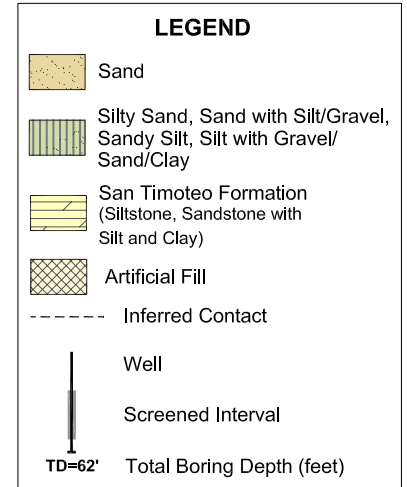 LEGEND
Sand
Silty Sand, Sand with Silt/Gravel,
Sandy Silt, Silt with Gravel/
Sand/Clay
San Timoteo Formation
(Siltstone, Sandstone with
Silt and Clay)
Artificial Fill
Inferred Contact
Well
Screened Interval
TD=62' Total Boring Depth (feet)